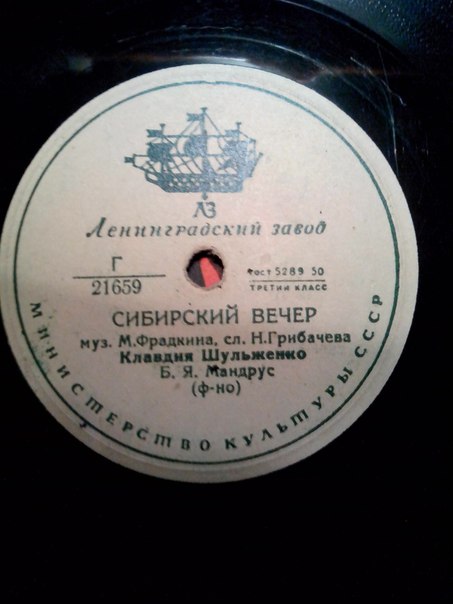 ЛЗ
Ленинградский завод
Г
21659
ГОСТ 5289 50
ТРЕТИЙ КЛАСС
СИБИРСКИЙ ВЕЧЕР
муз. М.Фрадкина, сл. Н.Грибачева
Клавдия Шульженко
Б. Я. Мандрус
(ф-но)
МИНИСТЕРСТВО КУЛЬТУРЫ СССР